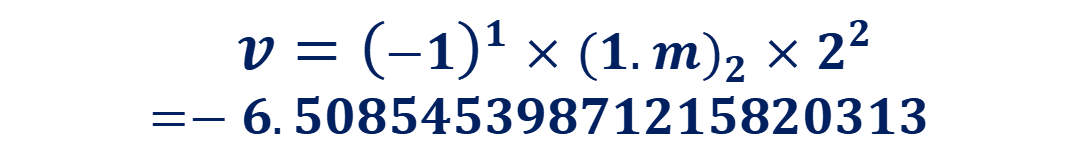 v = (−1)¹ × (1.m)₂ × 2²
=− 6.50854539871215820313